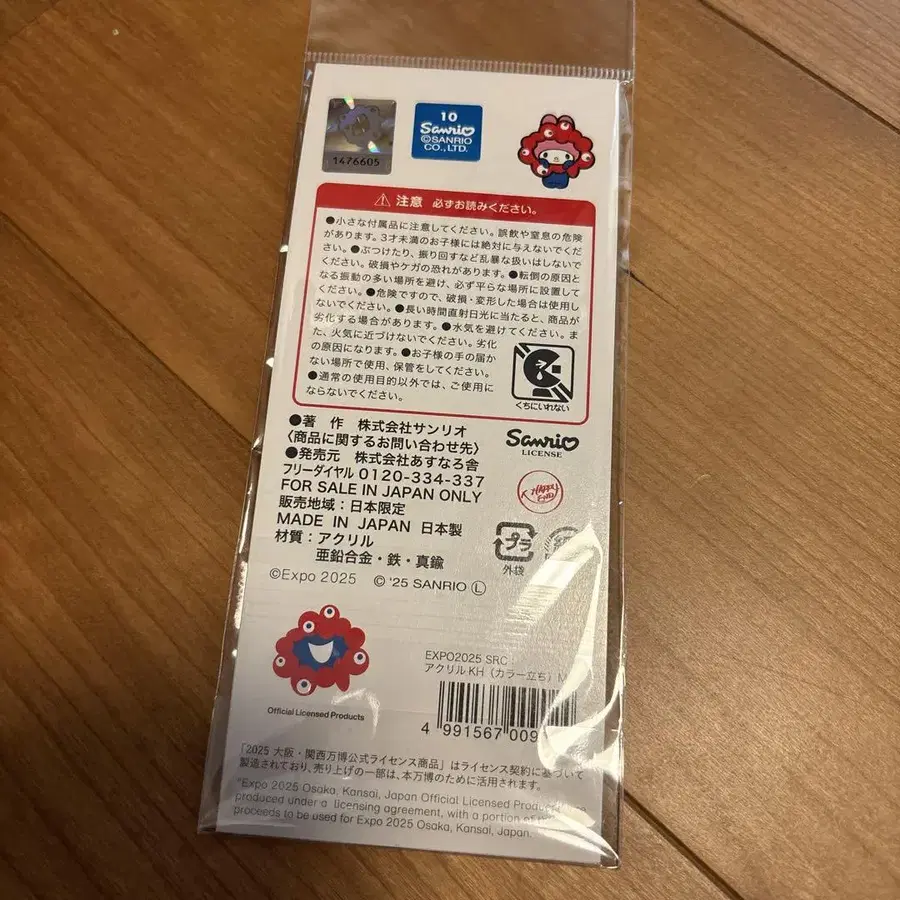 1476605
10
Sanrio
©SANRIO
CO., LTD.
注意 必ずお読みください。
●小さな付属品に注意してください。誤飲や窒息の危険
があります。3才未満のお子様には絶対に与えないでくだ
さい。●ぶつけたり、振り回すなど乱暴な扱いはしないで
ください。破損やケガの恐れがあります。●転倒の原因と
なる振動の多い場所を避け、必ず平らな場所に設置して
ください。●危険ですので、破損・変形した場合は使用し
ないでください。●長い時間直射日光に当たると、商品が
劣化する場合があります。●水気を避けてください。ま
た、火気に近づけないでください。劣化
の原因になります。●お子様の手の届か
ない場所で使用、保管をしてください。
●通常の使用目的以外では、ご使用に
ならないでください。
くちにいれない
●著 作 株式会社サンリオ
〈商品に関するお問い合わせ先〉
●発売元 株式会社あすなろ舎
フリーダイヤル 0120-334-337
FOR SALE IN JAPAN ONLY
販売地域：日本限定
MADE IN JAPAN 日本製
材質：アクリル
亜鉛合金・鉄・真鍮
©Expo 2025 © '25 SANRIO Ⓛ
Sanrio
LICENSE
HAPPY
END
プラ
外袋
Official Licensed Products
EXPO2025 SRC
アクリルKH（カラー立ち）M
4 991567 009
「2025 大阪・関西万博公式ライセンス商品」はライセンス契約に基づいて
製造されており、売り上げの一部は、本万博のために活用されます。
"Expo 2025 Osaka, Kansai, Japan Official Licensed Product
produced under a licensing agreement, with a portion of
proceeds to be used for Expo 2025 Osaka, Kansai, Japan.